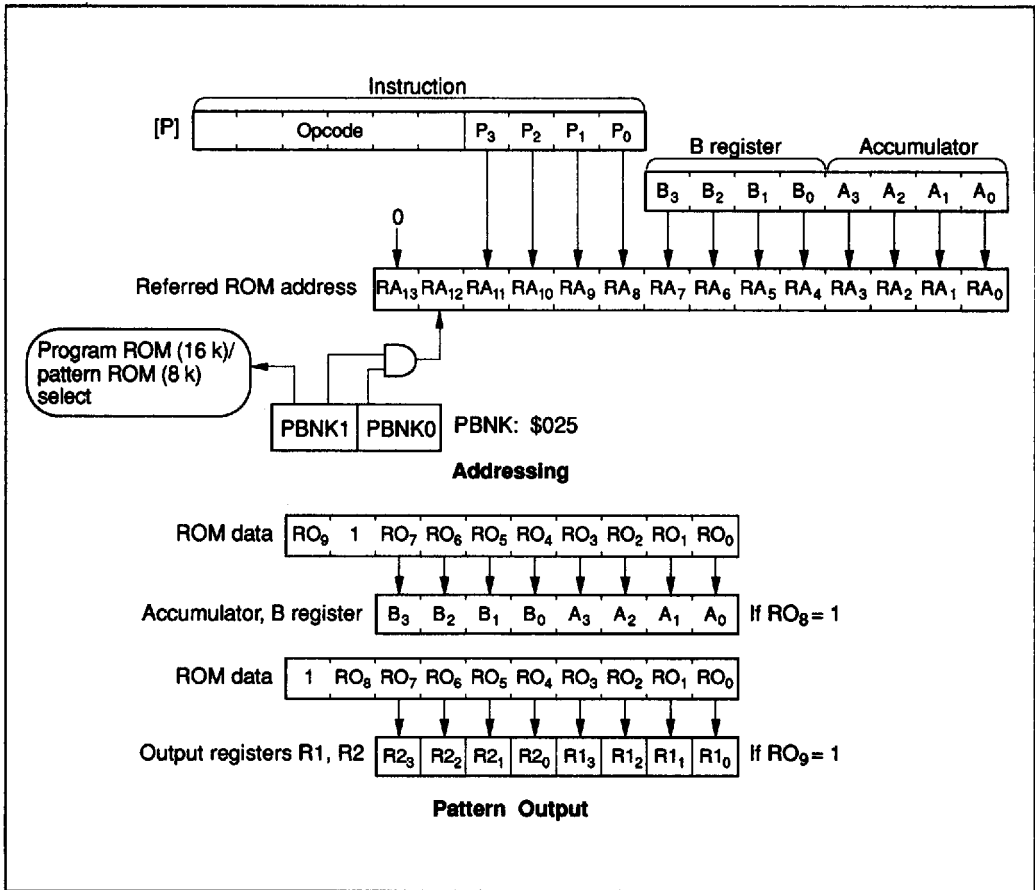 Instruction
[P] Opcode P3 P2 P1 P0
B register Accumulator
B3 B2 B1 B0 A3 A2 A1 A0
0
Referred ROM address RA13 RA12 RA11 RA10 RA9 RA8 RA7 RA6 RA5 RA4 RA3 RA2 RA1 RA0
Program ROM (16 k)/
pattern ROM (8 k)
select
PBNK1 PBNK0 PBNK: $025
Addressing
ROM data RO9 1 RO7 RO6 RO5 RO4 RO3 RO2 RO1 RO0
Accumulator, B register B3 B2 B1 B0 A3 A2 A1 A0 If RO8 = 1
ROM data 1 RO8 RO7 RO6 RO5 RO4 RO3 RO2 RO1 RO0
Output registers R1, R2 R23 R22 R21 R20 R13 R12 R11 R10 If RO9 = 1
Pattern Output